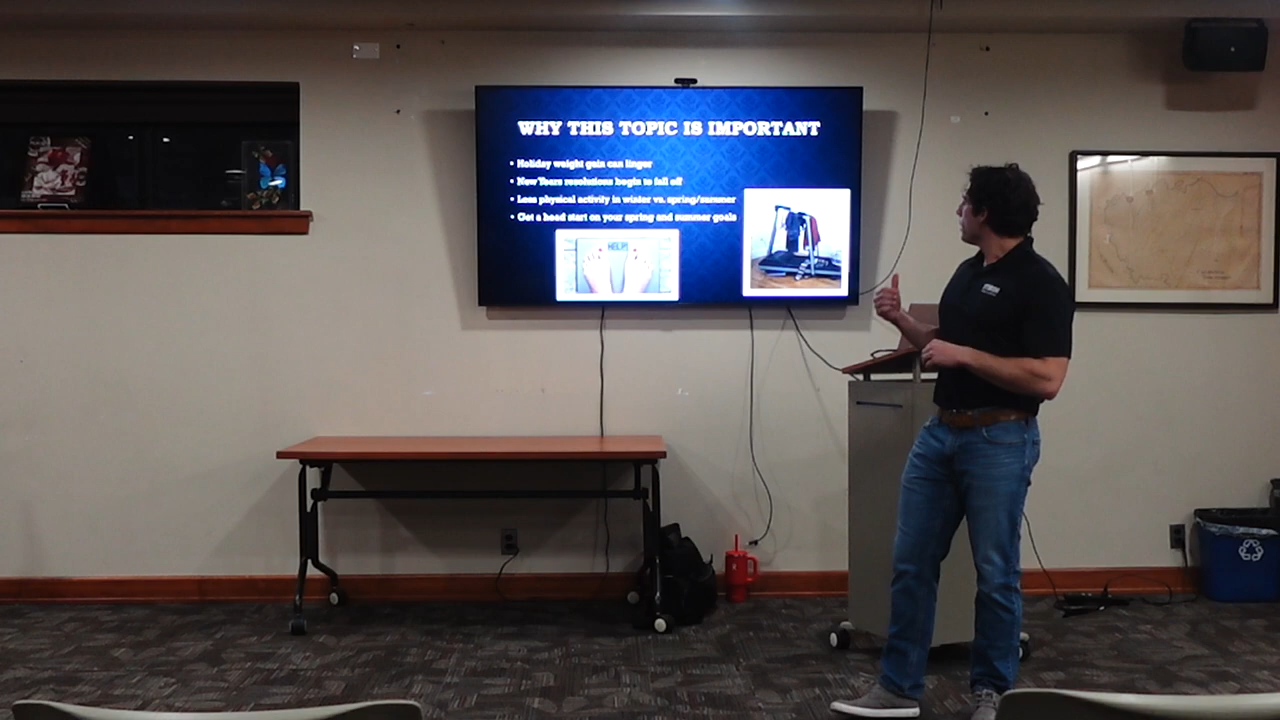 WHY THIS TOPIC IS IMPORTANT
• Holiday weight gain can linger
• New Years resolutions begin to fall off
• Less physical activity in winter vs. spring/summer
• Get a head start on your spring and summer goals
HELP!